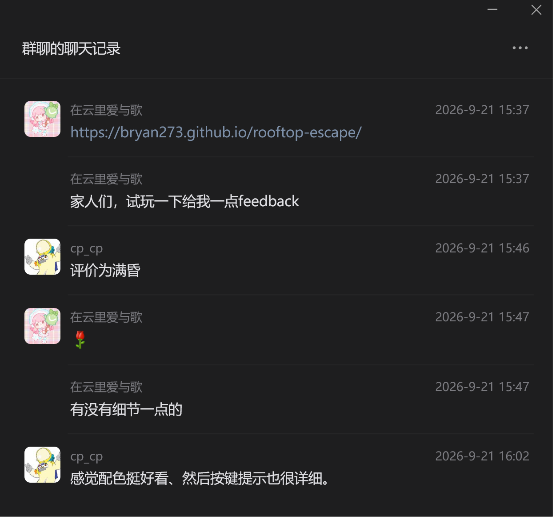 群聊的聊天记录
在云里爱与歌 2026-9-21 15:37
https://bryan273.github.io/rooftop-escape/
在云里爱与歌 2026-9-21 15:37
家人们，试玩一下给我一点feedback
cp_cp 2026-9-21 15:46
评价为满昏
在云里爱与歌 2026-9-21 15:47
🌹
在云里爱与歌 2026-9-21 15:47
有没有细节一点的
cp_cp 2026-9-21 16:02
感觉配色挺好看、然后按键提示也很详细。